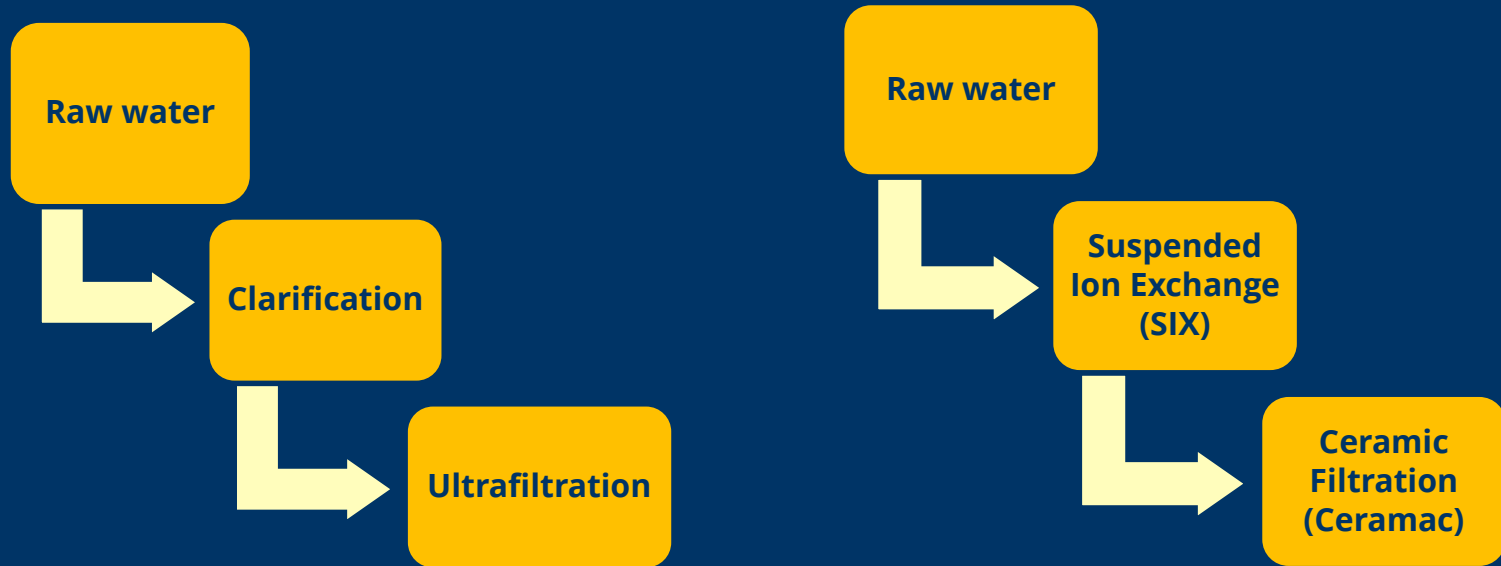 Raw water
Clarification
Ultrafiltration
Raw water
Suspended
Ion Exchange
(SIX)
Ceramic
Filtration
(Ceramac)